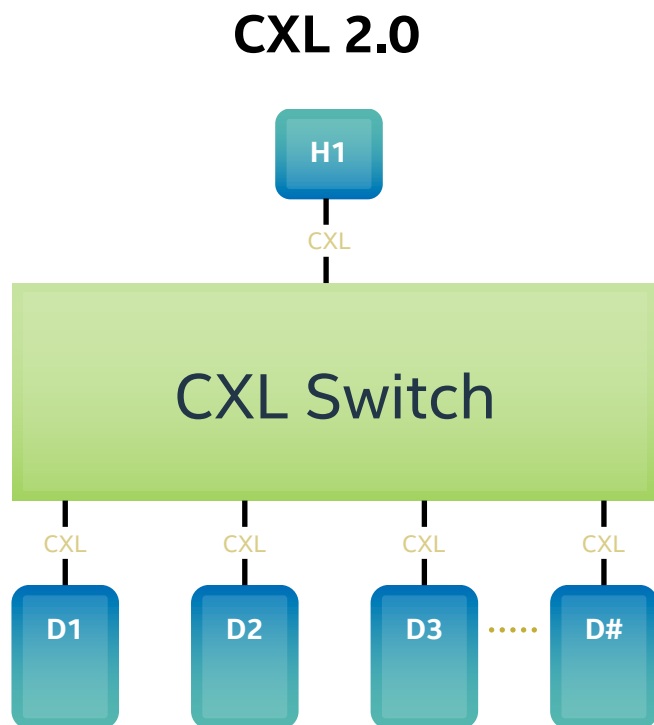 CXL 2.0
H1
CXL
CXL Switch
CXL CXL CXL CXL
D1 D2 D3 ..... D#